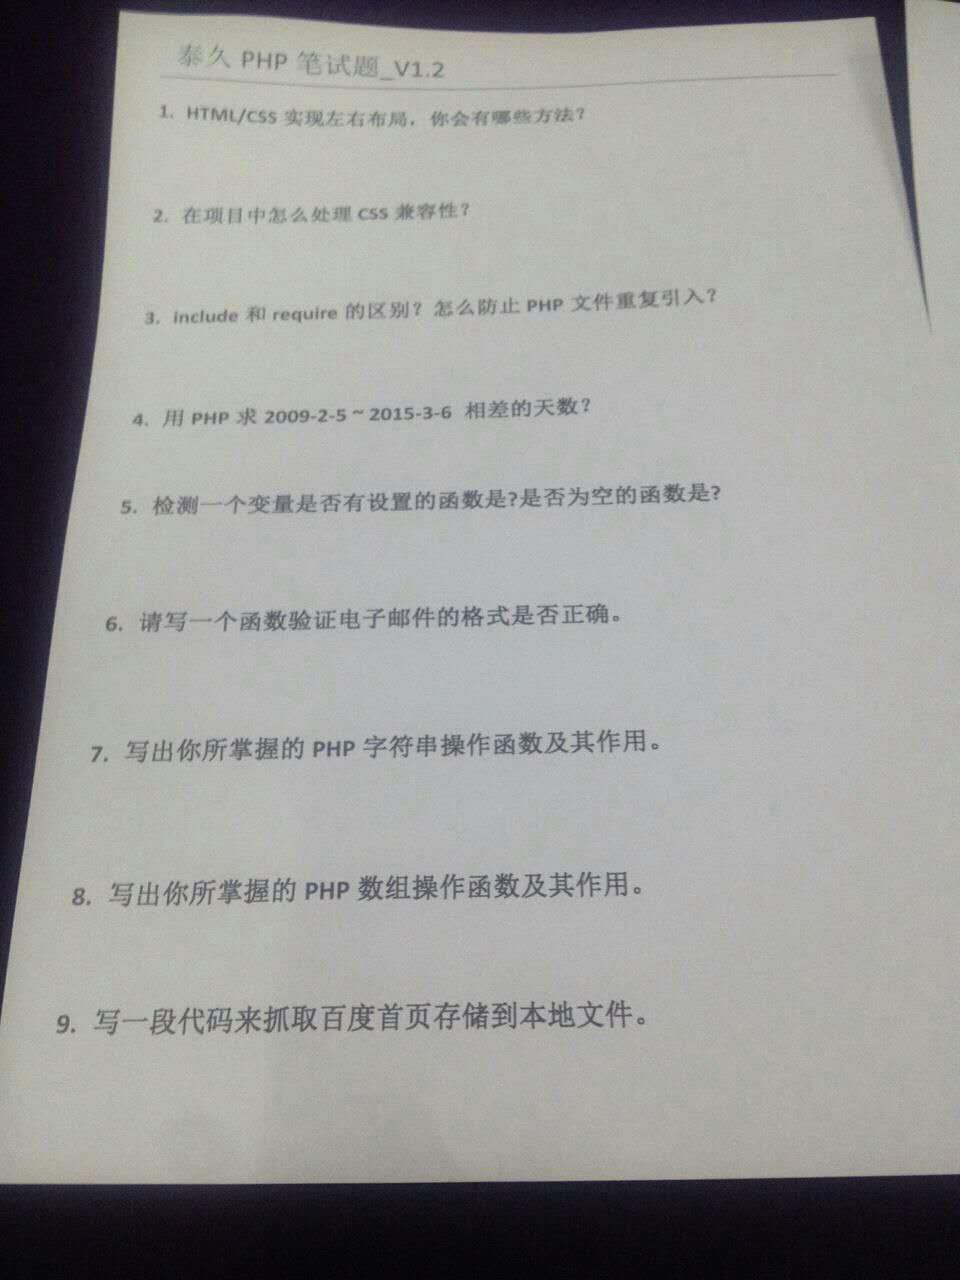 泰久 PHP 笔试题_V1.2
1. HTML/CSS 实现左右布局，你会有哪些方法？
2. 在项目中怎么处理 CSS 兼容性？
3. include 和 require 的区别？怎么防止 PHP 文件重复引入？
4. 用 PHP 求 2009-2-5 ~ 2015-3-6 相差的天数？
5. 检测一个变量是否有设置的函数是?是否为空的函数是?
6. 请写一个函数验证电子邮件的格式是否正确。
7. 写出你所掌握的 PHP 字符串操作函数及其作用。
8. 写出你所掌握的 PHP 数组操作函数及其作用。
9. 写一段代码来抓取百度首页存储到本地文件。